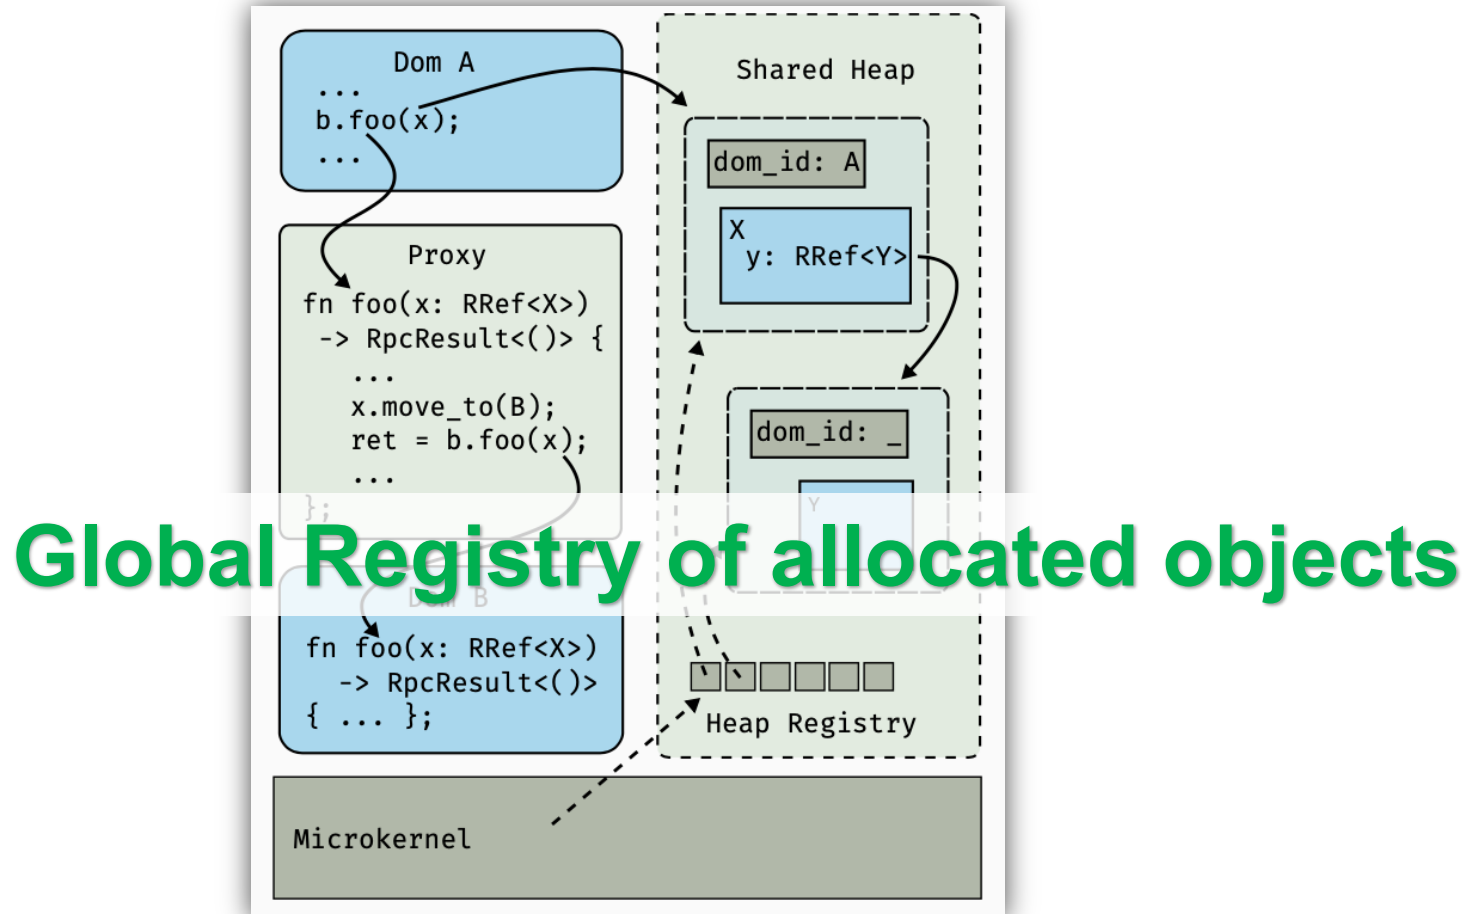 Dom A
...
b.foo(x);
...
Proxy
fn foo(x: RRef<X>)
-> RpcResult<()> {
...
x.move_to(B);
ret = b.foo(x);
...
};
Dom B
fn foo(x: RRef<X>)
-> RpcResult<()>
{ ... };
Shared Heap
dom_id: A
X
y: RRef<Y>
dom_id: _
Y
Heap Registry
Microkernel
Global Registry of allocated objects